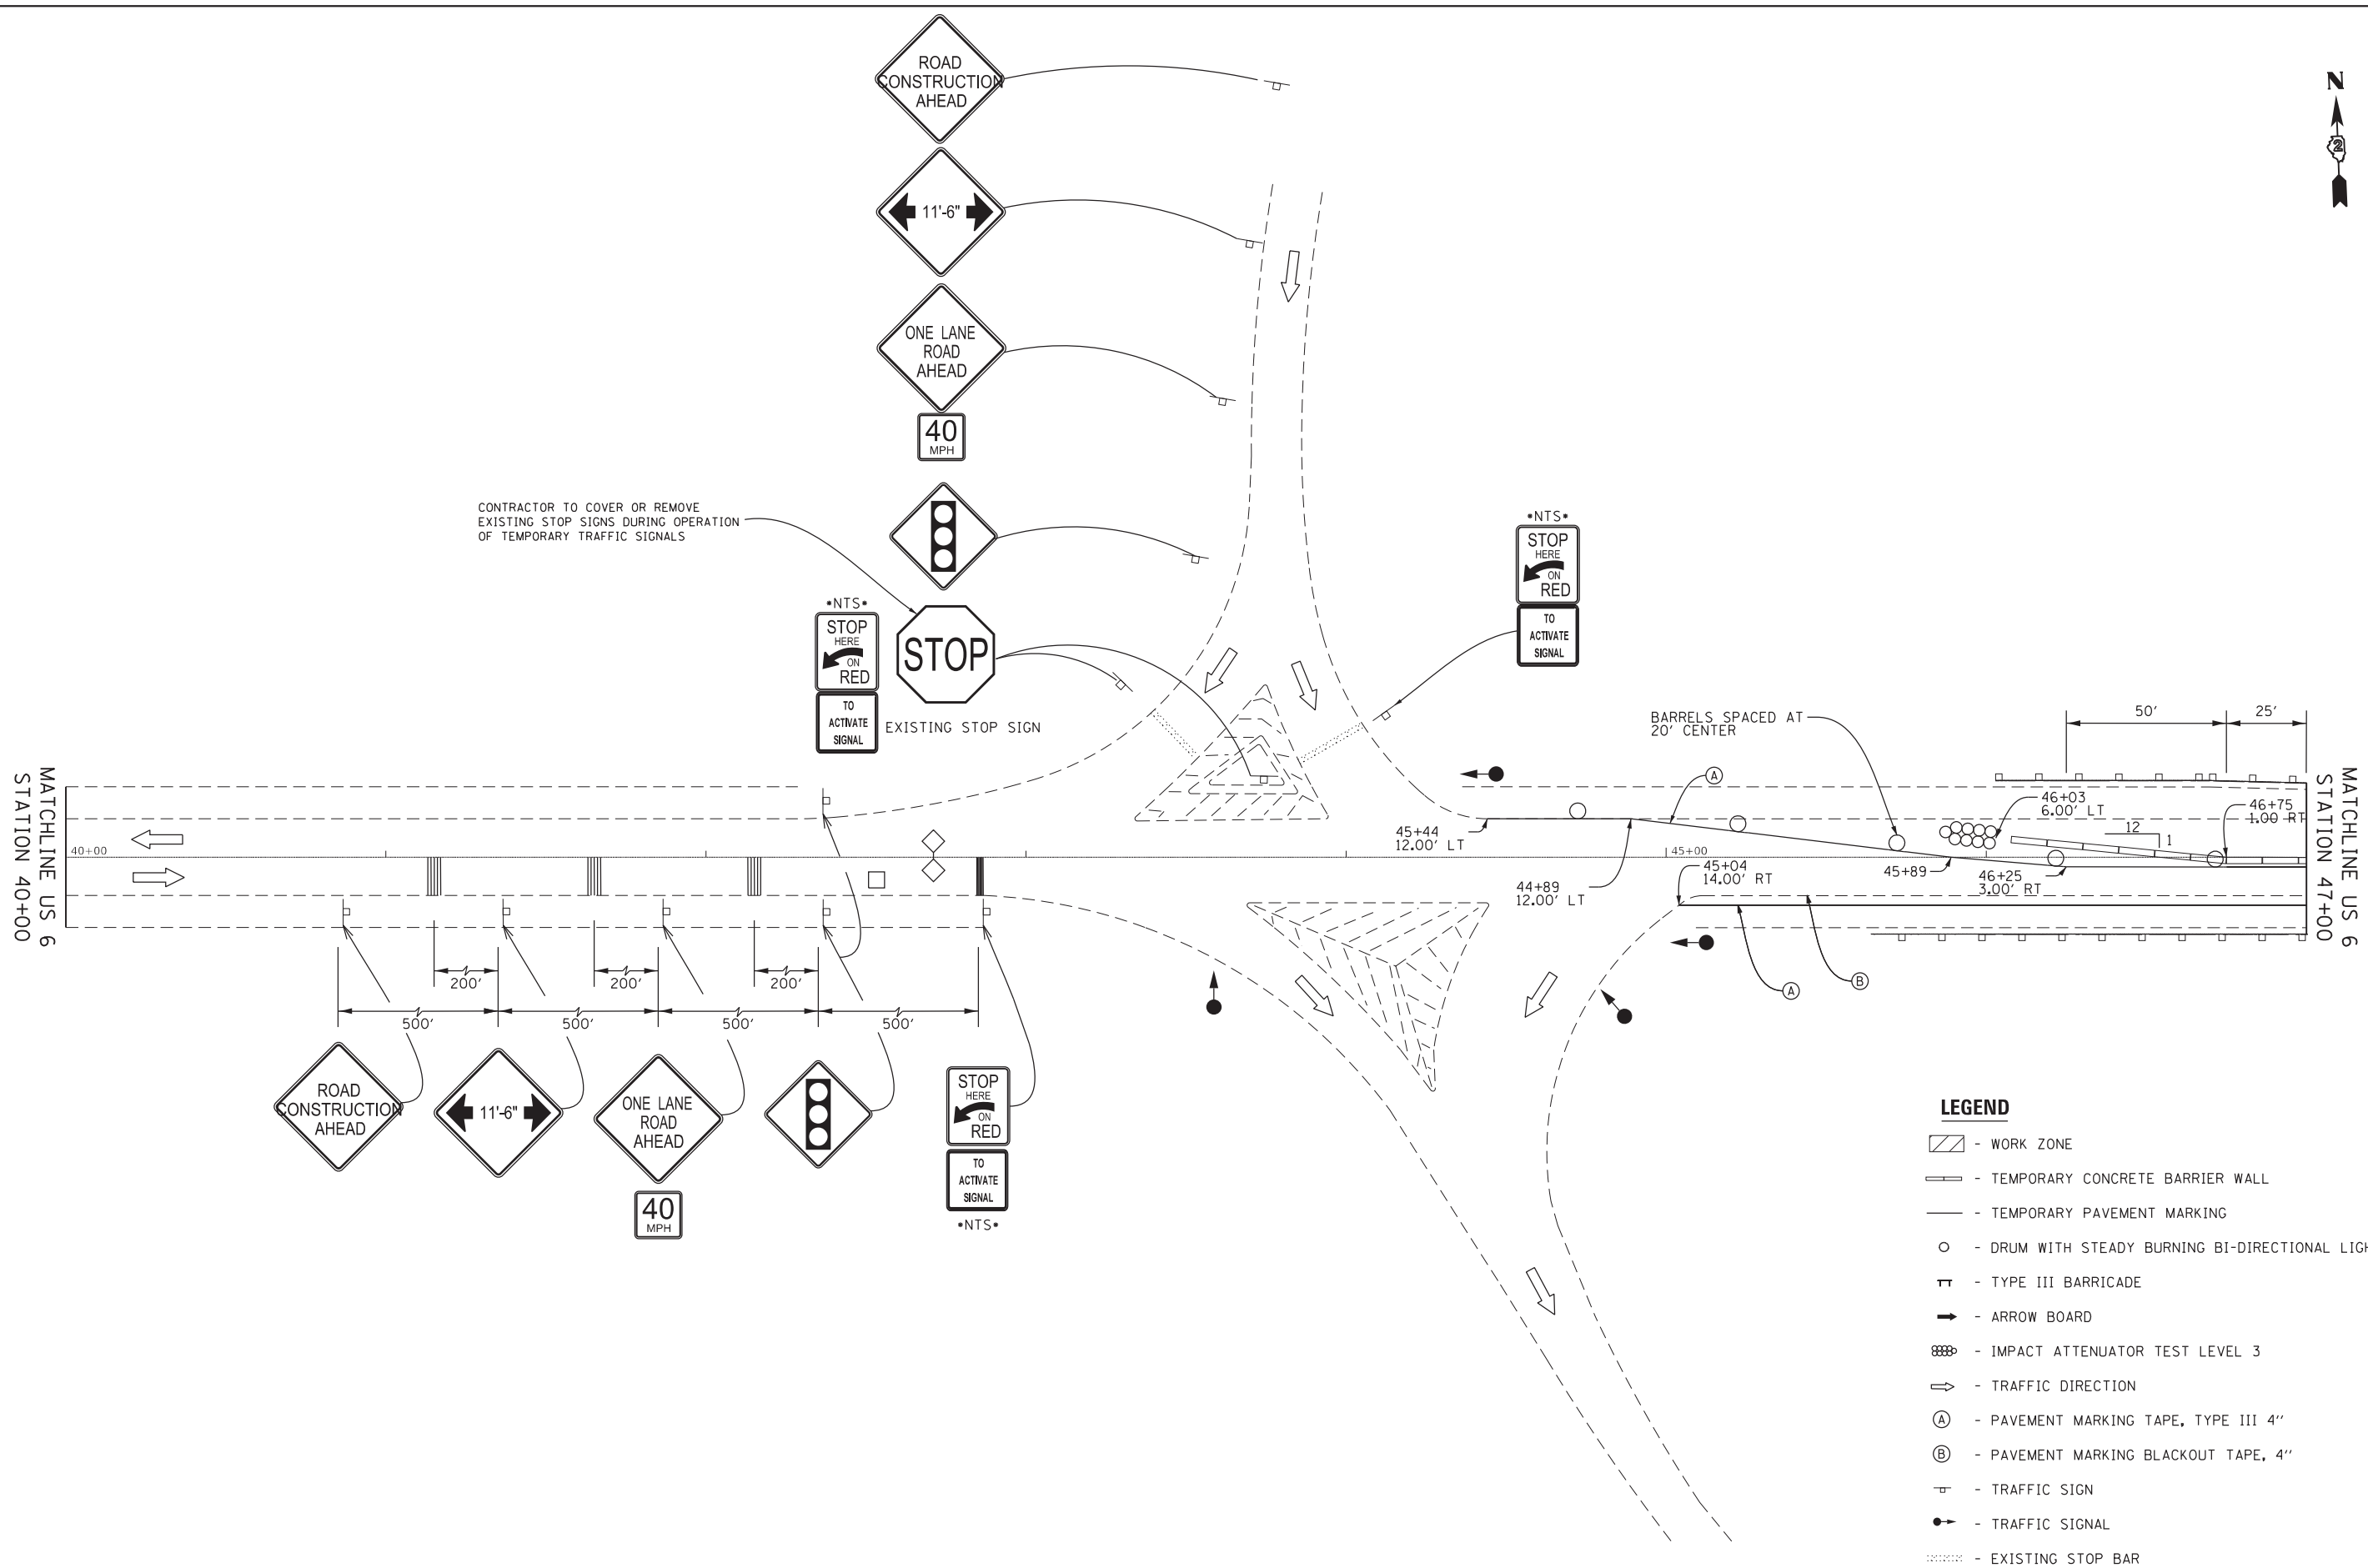 ROAD
CONSTRUCTION
AHEAD
N
2
11'-6"
ONE LANE
ROAD
AHEAD
40
MPH
CONTRACTOR TO COVER OR REMOVE
EXISTING STOP SIGNS DURING OPERATION
OF TEMPORARY TRAFFIC SIGNALS
*NTS*
STOP
HERE
ON
RED
TO
ACTIVATE
SIGNAL
*NTS*
STOP
HERE
ON
RED
TO
ACTIVATE
SIGNAL
STOP
EXISTING STOP SIGN
BARRELS SPACED AT
20' CENTER
50'
25'
MATCHLINE US 6
STATION 40+00
MATCHLINE US 6
STATION 47+00
A
46+03
6.00' LT
46+75
1.00 RT
12
1
45+44
12.00' LT
40+00
45+00
45+04
14.00' RT
45+89
46+25
3.00' RT
44+89
12.00' LT
A
B
200'
200'
200'
500'
500'
500'
500'
ROAD
CONSTRUCTION
AHEAD
11'-6"
ONE LANE
ROAD
AHEAD
40
MPH
STOP
HERE
ON
RED
TO
ACTIVATE
SIGNAL
*NTS*
LEGEND
- WORK ZONE
- TEMPORARY CONCRETE BARRIER WALL
- TEMPORARY PAVEMENT MARKING
- DRUM WITH STEADY BURNING BI-DIRECTIONAL LIGH
- TYPE III BARRICADE
- ARROW BOARD
- IMPACT ATTENUATOR TEST LEVEL 3
- TRAFFIC DIRECTION
A - PAVEMENT MARKING TAPE, TYPE III 4''
B - PAVEMENT MARKING BLACKOUT TAPE, 4''
- TRAFFIC SIGN
- TRAFFIC SIGNAL
- EXISTING STOP BAR